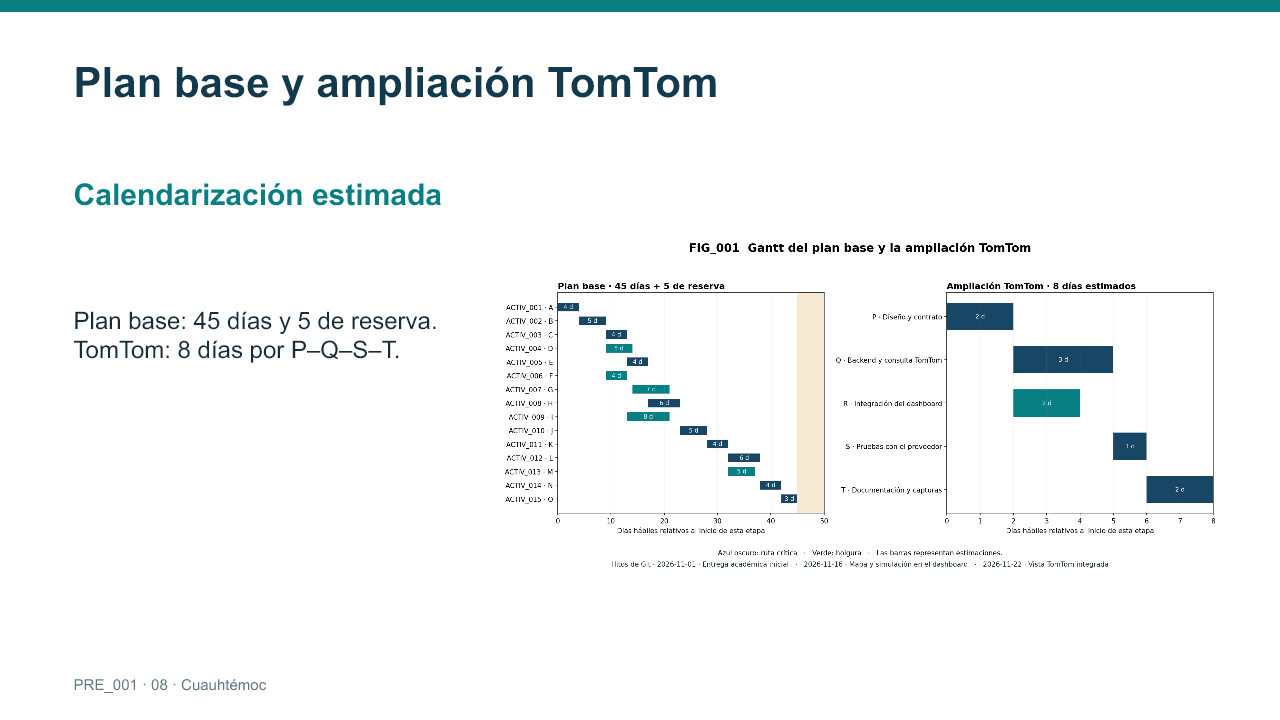 Plan base y ampliación TomTom
Calendarización estimada
Plan base: 45 días y 5 de reserva.
TomTom: 8 días por P–Q–S–T.
FIG_001 Gantt del plan base y la ampliación TomTom
Plan base · 45 días + 5 de reserva
ACTIV_001 · A
4 d
ACTIV_002 · B
5 d
ACTIV_003 · C
4 d
ACTIV_004 · D
5 d
ACTIV_005 · E
4 d
ACTIV_006 · F
4 d
ACTIV_007 · G
7 d
ACTIV_008 · H
6 d
ACTIV_009 · I
8 d
ACTIV_010 · J
5 d
ACTIV_011 · K
4 d
ACTIV_012 · L
6 d
ACTIV_013 · M
5 d
ACTIV_014 · N
4 d
ACTIV_015 · O
3 d
0 10 20 30 40 50
Días hábiles relativos al inicio de esta etapa
Ampliación TomTom · 8 días estimados
P · Diseño y contrato
2 d
Q · Backend y consulta TomTom
3 d
R · Integración del dashboard
2 d
S · Pruebas con el proveedor
1 d
T · Documentación y capturas
2 d
0 1 2 3 4 5 6 7 8
Días hábiles relativos al inicio de esta etapa
Azul oscuro: ruta crítica · Verde: holgura · Las barras representan estimaciones.
Hitos de Git · 2026-11-01 · Entrega académica inicial · 2026-11-16 · Mapa y simulación en el dashboard · 2026-11-22 · Vista TomTom integrada
PRE_001 · 08 · Cuauhtémoc